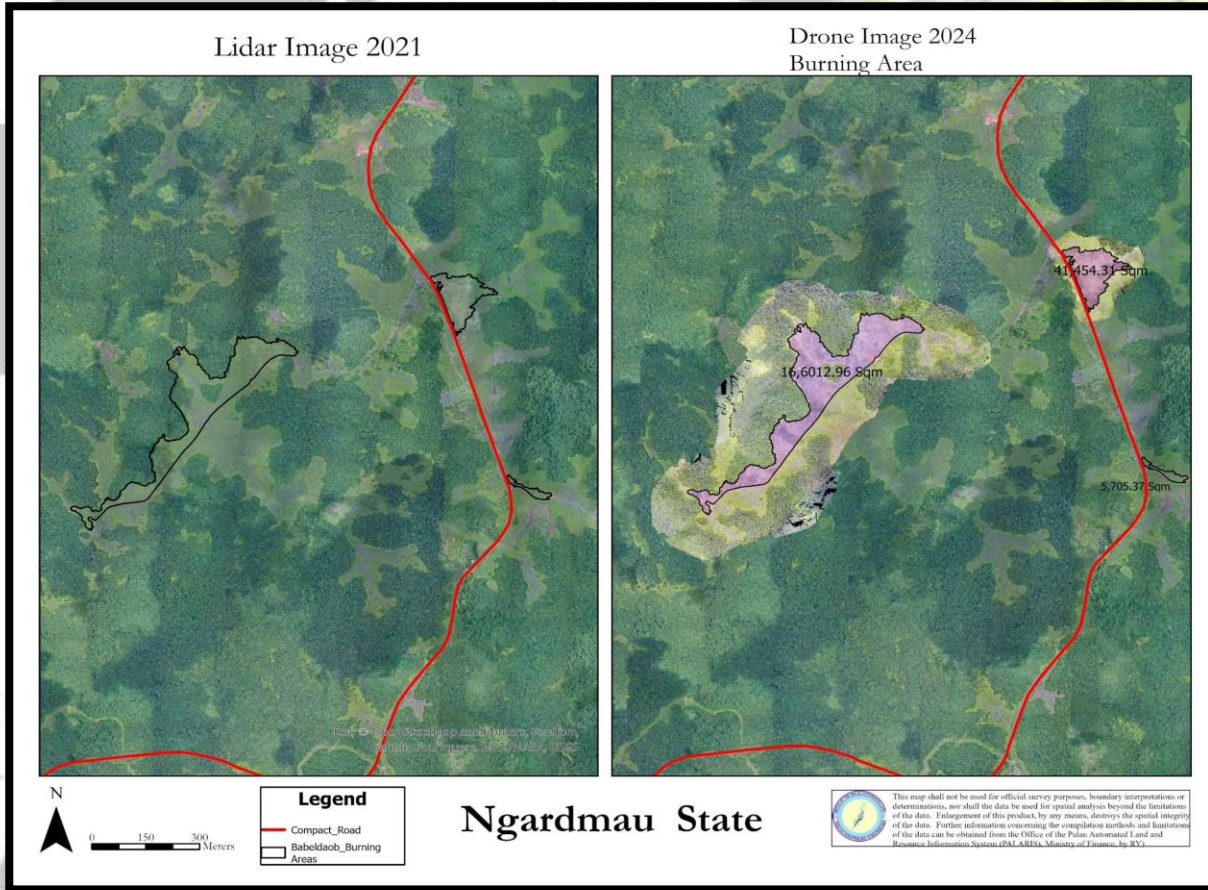 Lidar Image 2021
Drone Image 2024
Burning Area
41,454.31 Sqm
16,6012.96 Sqm
5,705.37 Sqm
N
0 150 300
Meters
Legend
Compact_Road
Babeldaob_Burning
Areas
Ngardmau State
This map shall not be used for official survey purposes, boundary interpretations or
determinations, nor shall the data be used for spatial analysis beyond the limitations
of the data. Enlargement of this product, by any means, destroys the spatial integrity
of the data. Further information concerning the compilation methods and limitations
of the data can be obtained from the Office of the Palau Automated Land and
Resource Information System (PALARIS), Ministry of Finance, by RY)